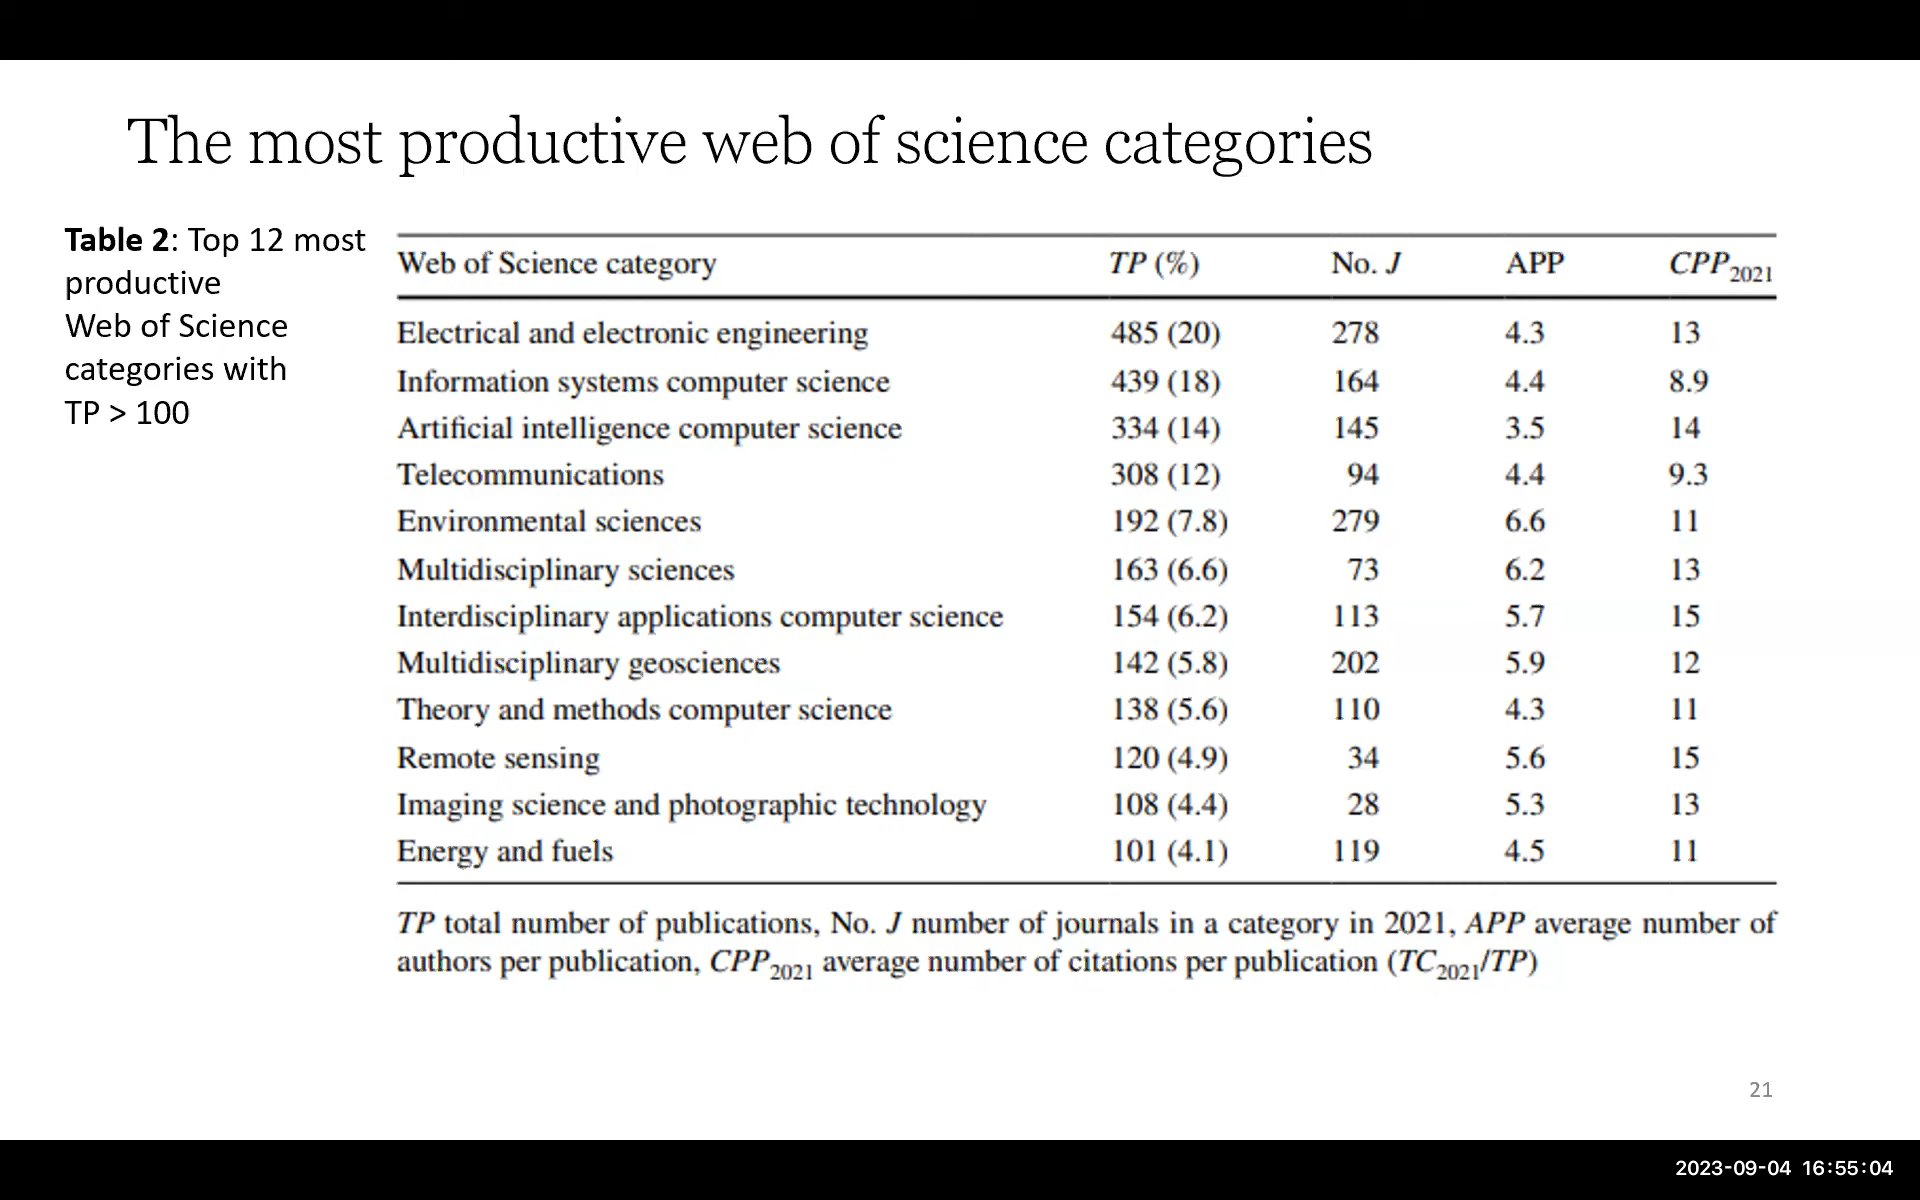 The most productive web of science categories
Table 2: Top 12 most
productive
Web of Science
categories with
TP > 100
Web of Science category TP (%) No. J APP CPP2021
Electrical and electronic engineering 485 (20) 278 4.3 13
Information systems computer science 439 (18) 164 4.4 8.9
Artificial intelligence computer science 334 (14) 145 3.5 14
Telecommunications 308 (12) 94 4.4 9.3
Environmental sciences 192 (7.8) 279 6.6 11
Multidisciplinary sciences 163 (6.6) 73 6.2 13
Interdisciplinary applications computer science 154 (6.2) 113 5.7 15
Multidisciplinary geosciences 142 (5.8) 202 5.9 12
Theory and methods computer science 138 (5.6) 110 4.3 11
Remote sensing 120 (4.9) 34 5.6 15
Imaging science and photographic technology 108 (4.4) 28 5.3 13
Energy and fuels 101 (4.1) 119 4.5 11
TP total number of publications, No. J number of journals in a category in 2021, APP average number of
authors per publication, CPP2021 average number of citations per publication (TC2021/TP)
21
2023-09-04 16:55:04